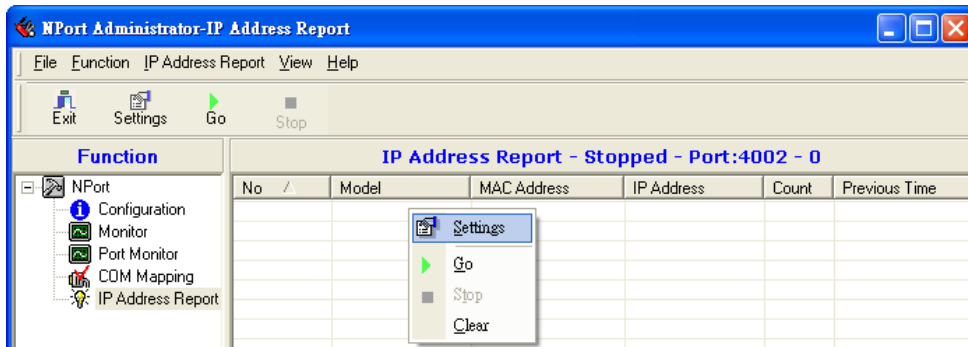 NPort Administrator-IP Address Report
File Function IP Address Report View Help
Exit Settings Go Stop
Function
IP Address Report - Stopped - Port:4002 - 0
NPort
Configuration
Monitor
Port Monitor
COM Mapping
IP Address Report
No Model MAC Address IP Address Count Previous Time
Settings
Go
Stop
Clear